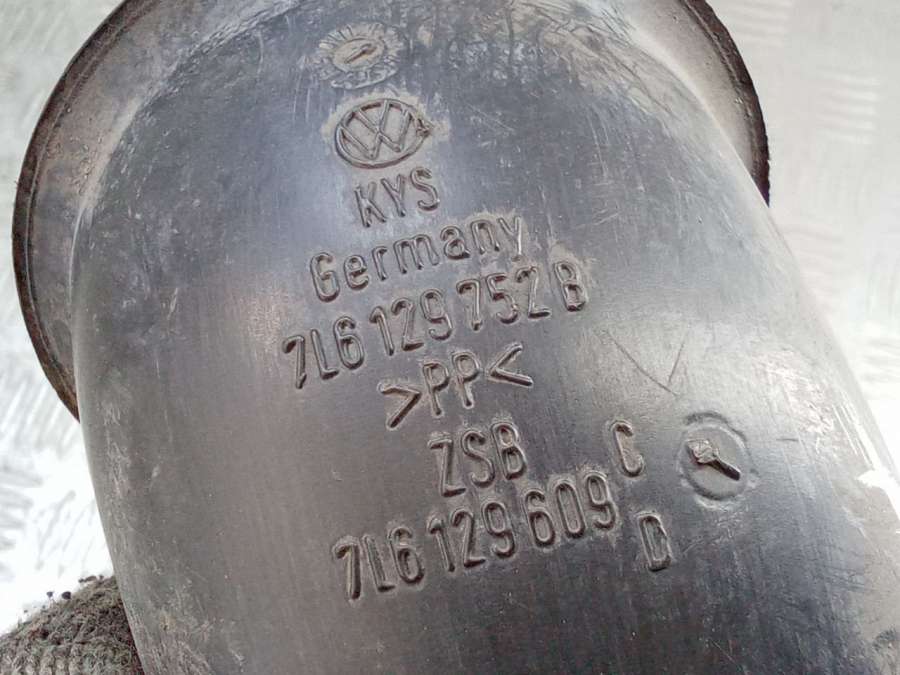 KYS
Germany
7L6 129 752 B
>PP<
ZSB
7L6 129 609 C
D